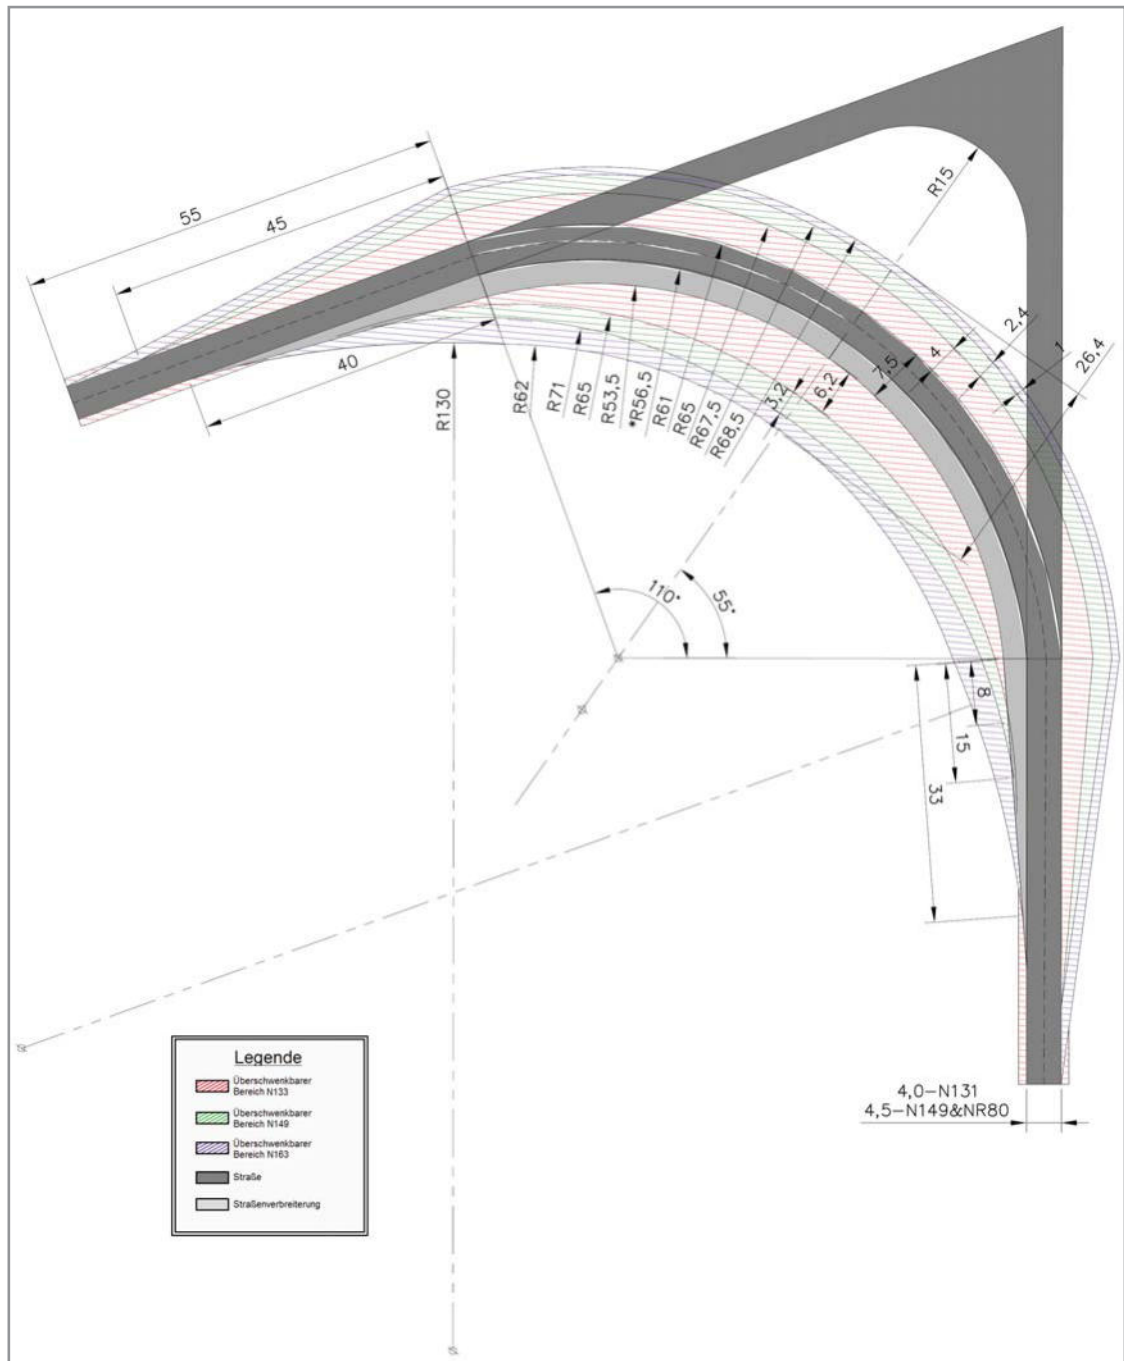 55
45
40
R15
2,4
1
26,4
4
7,5
6,2
3,2
R130
R62
R71
R65
R53,5
*R56,5
R61
R65
R67,5
R68,5
110°
55°
8
15
33
4,0-N131
4,5-N149&NR80
Legende
Überschwenkbarer
Bereich N133
Überschwenkbarer
Bereich N149
Überschwenkbarer
Bereich N163
Straße
Straßenverbreiterung